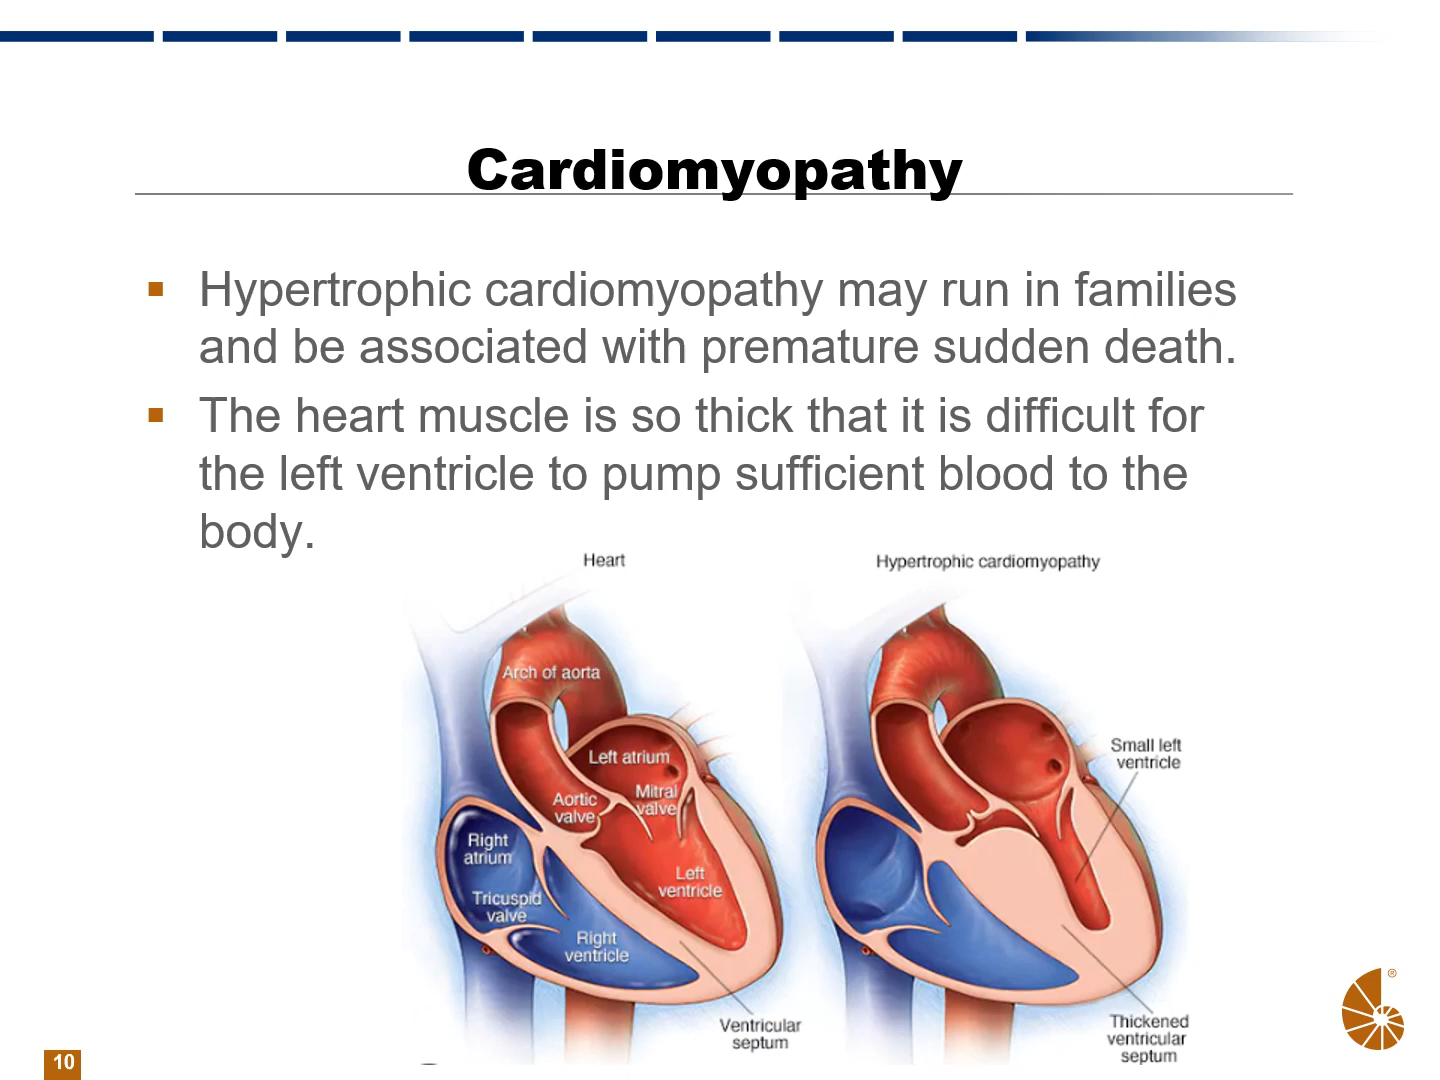 Cardiomyopathy
▪ Hypertrophic cardiomyopathy may run in families
and be associated with premature sudden death.
▪ The heart muscle is so thick that it is difficult for
the left ventricle to pump sufficient blood to the
body.
Heart
Arch of aorta
Left atrium
Aortic
valve
Mitral
valve
Right
atrium
Left
ventricle
Tricuspid
valve
Right
ventricle
Ventricular
septum
Hypertrophic cardiomyopathy
Small left
ventricle
Thickened
ventricular
septum
®
10